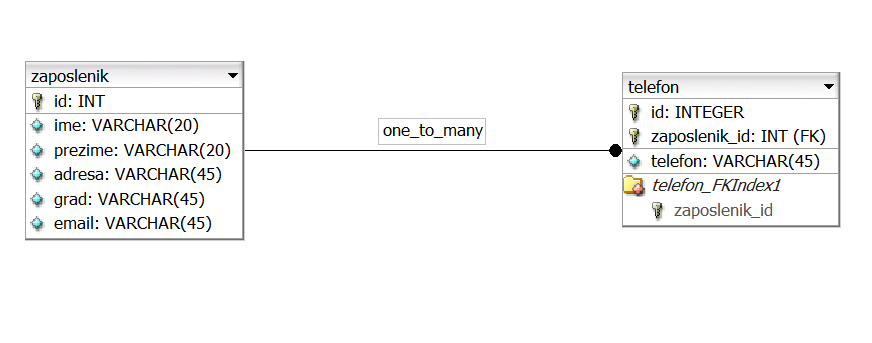 zaposlenik
id: INT
ime: VARCHAR(20)
prezime: VARCHAR(20)
adresa: VARCHAR(45)
grad: VARCHAR(45)
email: VARCHAR(45)
one_to_many
telefon
id: INTEGER
zaposlenik_id: INT (FK)
telefon: VARCHAR(45)
telefon_FKIndex1
zaposlenik_id